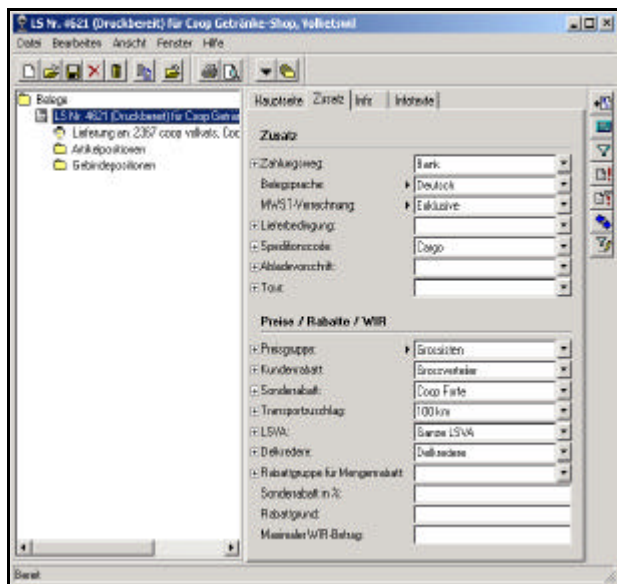 LS Nr. 4621 (Druckbereit) für Coop Getränke-Shop, Volketswil
Datei Bearbeiten Ansicht Fenster Hilfe
Belege
LS Nr. 4621 (Druckbereit) für Coop Geträn
Lieferung an: 2367 coop volkets, Coo
Artikelpositionen
Gebindepositionen
Hauptseite Zusatz Info Infotexte
Zusatz
Zahlungsweg: Bank
Belegsprache: Deutsch
MWST-Verrechnung: Exklusive
Lieferbedingung:
Speditionscode: Cargo
Abladevorschrift:
Tour:
Preise / Rabatte / WIR
Preisgruppe: Grossisten
Kundenrabatt: Grossverteiler
Sonderrabatt: Coop Forte
Transportzuschlag: 100 km
LSVA: Ganze LSVA
Delkredere: Delkredere
Rabattgruppe für Mengenrabatt:
Sonderrabatt in %:
Rabattgrund:
Maximaler WIR-Betrag:
Bereit